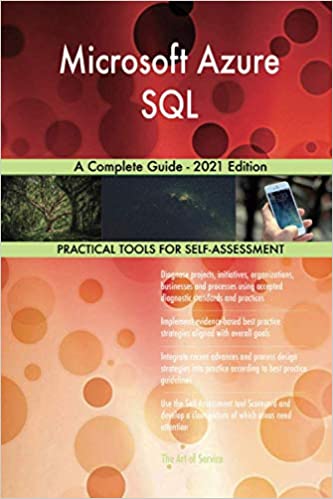 Microsoft Azure
SQL
A Complete Guide - 2021 Edition
PRACTICAL TOOLS FOR SELF-ASSESSMENT
Diagnose projects, initiatives, organizations,
businesses and processes using accepted
diagnostic standards and practices
Implement evidence-based best practice
strategies aligned with overall goals
Integrate recent advances and process design
strategies into practice according to best practice
guidelines
Use the Self-Assessment tool Scorecard and
develop a clear picture of which areas need
attention
The Art of Service